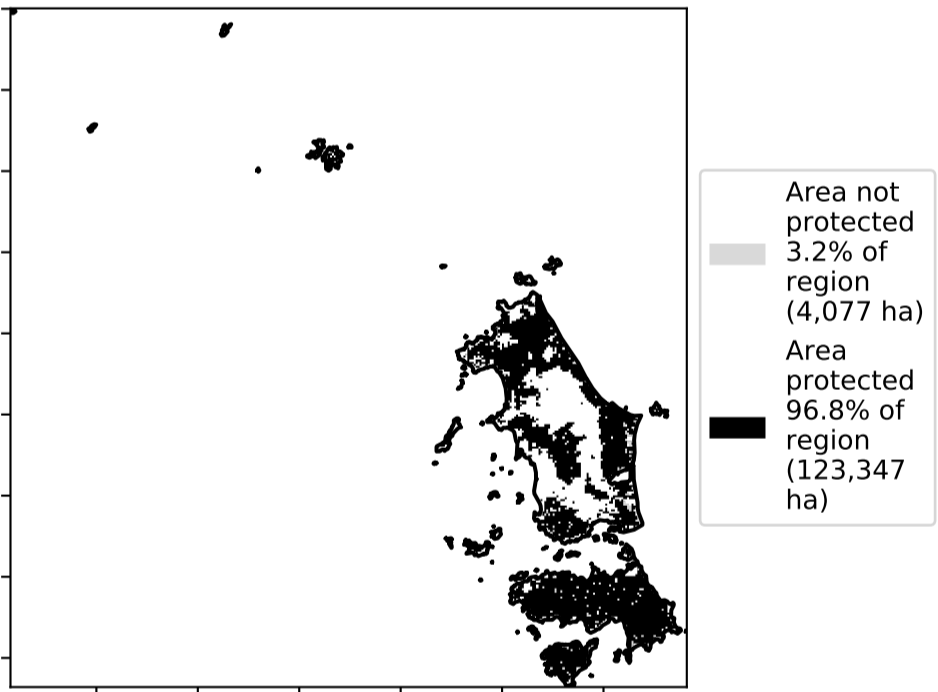 Area not
protected
3.2% of
region
(4,077 ha)
Area
protected
96.8% of
region
(123,347
ha)